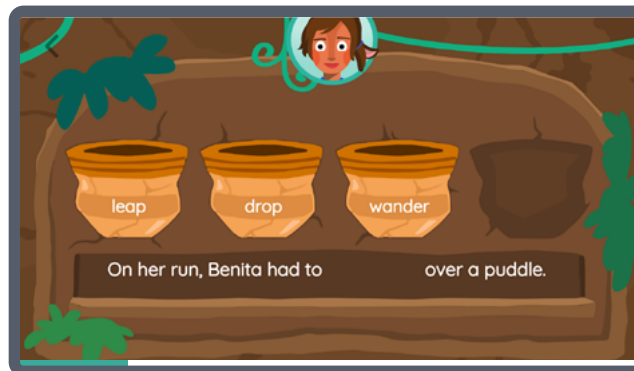 leap drop wander
On her run, Benita had to over a puddle.